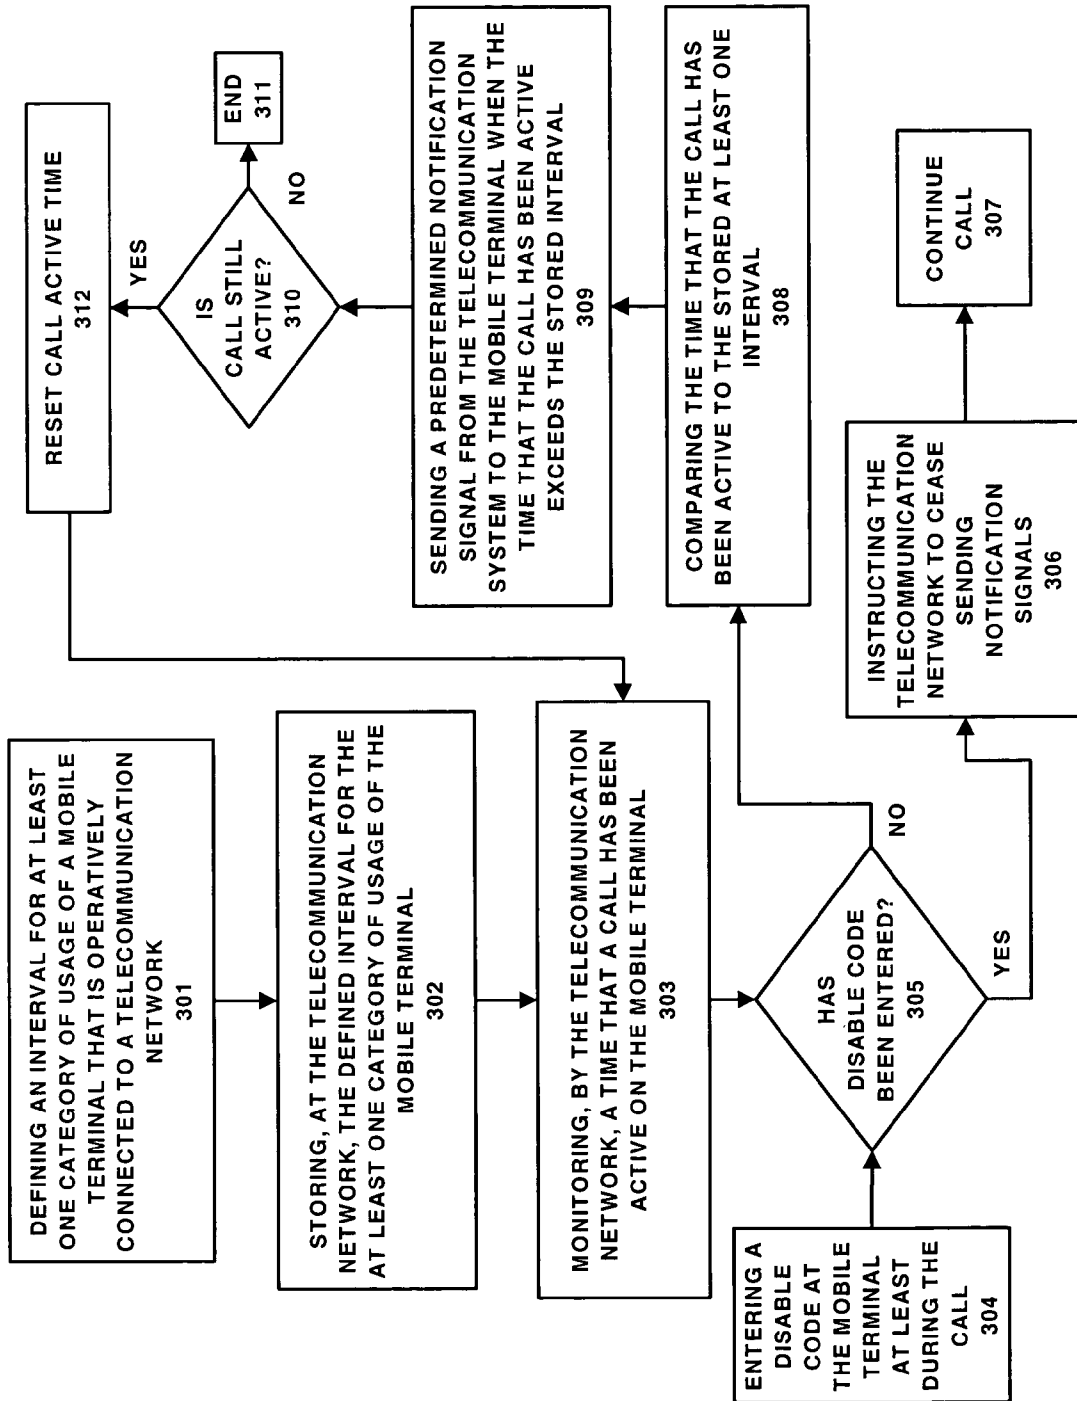 DEFINING AN INTERVAL FOR AT LEAST
ONE CATEGORY OF USAGE OF A MOBILE
TERMINAL THAT IS OPERATIVELY
CONNECTED TO A TELECOMMUNICATION
NETWORK
301
STORING, AT THE TELECOMMUNICATION
NETWORK, THE DEFINED INTERVAL FOR THE
AT LEAST ONE CATEGORY OF USAGE OF THE
MOBILE TERMINAL
302
MONITORING, BY THE TELECOMMUNICATION
NETWORK, A TIME THAT A CALL HAS BEEN
ACTIVE ON THE MOBILE TERMINAL
303
ENTERING A
DISABLE
CODE AT
THE MOBILE
TERMINAL
AT LEAST
DURING THE
CALL
304
HAS
DISABLE CODE
BEEN ENTERED?
305
YES
NO
INSTRUCTING THE
TELECOMMUNICATION
NETWORK TO CEASE
SENDING
NOTIFICATION
SIGNALS
306
CONTINUE
CALL
307
COMPARING THE TIME THAT THE CALL HAS
BEEN ACTIVE TO THE STORED AT LEAST ONE
INTERVAL
308
SENDING A PREDETERMINED NOTIFICATION
SIGNAL FROM THE TELECOMMUNICATION
SYSTEM TO THE MOBILE TERMINAL WHEN THE
TIME THAT THE CALL HAS BEEN ACTIVE
EXCEEDS THE STORED INTERVAL
309
IS
CALL STILL
ACTIVE?
310
NO
END
311
YES
RESET CALL ACTIVE TIME
312